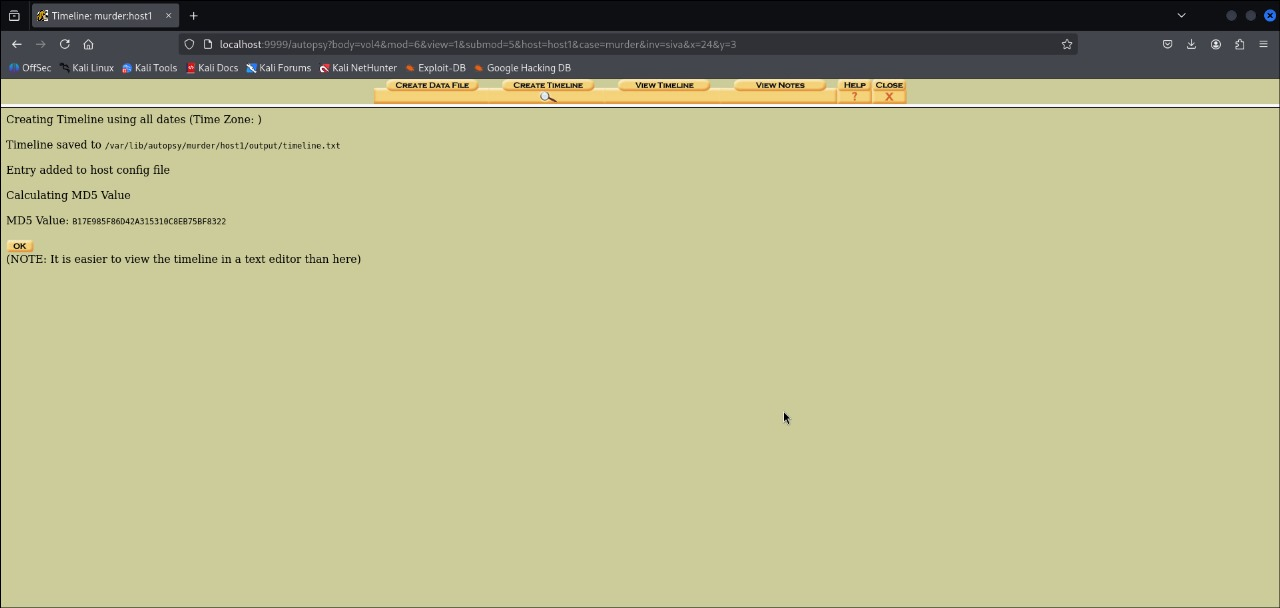 Timeline: murder:host1
localhost:9999/autopsy?body=vol4&mod=6&view=1&submod=5&host=host1&case=murder&inv=siva&x=24&y=3
OffSec Kali Linux Kali Tools Kali Docs Kali Forums Kali NetHunter Exploit-DB Google Hacking DB
CREATE DATA FILE CREATE TIMELINE VIEW TIMELINE VIEW NOTES HELP CLOSE
? X
Creating Timeline using all dates (Time Zone: )
Timeline saved to /var/lib/autopsy/murder/host1/output/timeline.txt
Entry added to host config file
Calculating MD5 Value
MD5 Value: B17E985F86D42A315310C8EB75BF8322
OK
(NOTE: It is easier to view the timeline in a text editor than here)